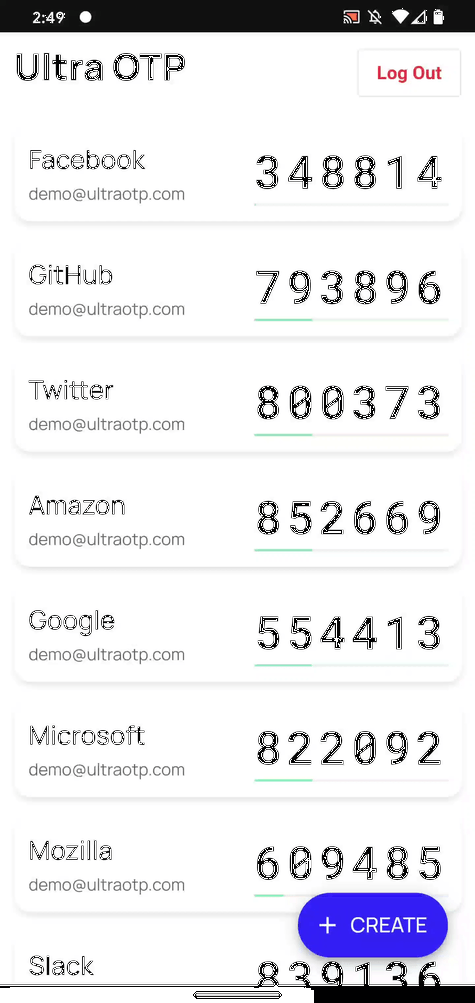 2:49
Ultra OTP
Log Out
Facebook
348814
demo@ultraotp.com
GitHub
793896
demo@ultraotp.com
Twitter
800373
demo@ultraotp.com
Amazon
852669
demo@ultraotp.com
Google
554413
demo@ultraotp.com
Microsoft
822092
demo@ultraotp.com
Mozilla
609485
demo@ultraotp.com
+ CREATE
Slack
839136